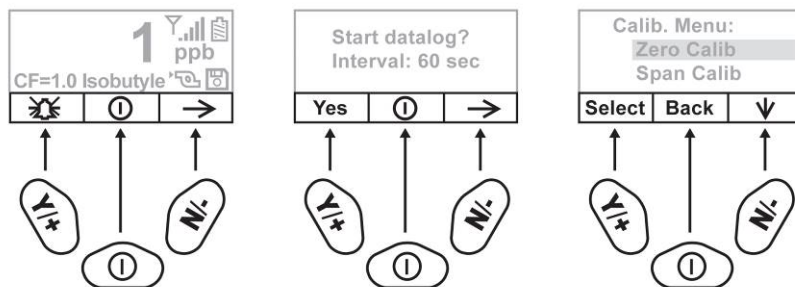 1
ppb
CF=1.0 Isobutyle
Y/+
N/-
Start datalog?
Interval: 60 sec
Yes
Y/+
N/-
Calib. Menu:
Zero Calib
Span Calib
Select Back
Y/+
N/-